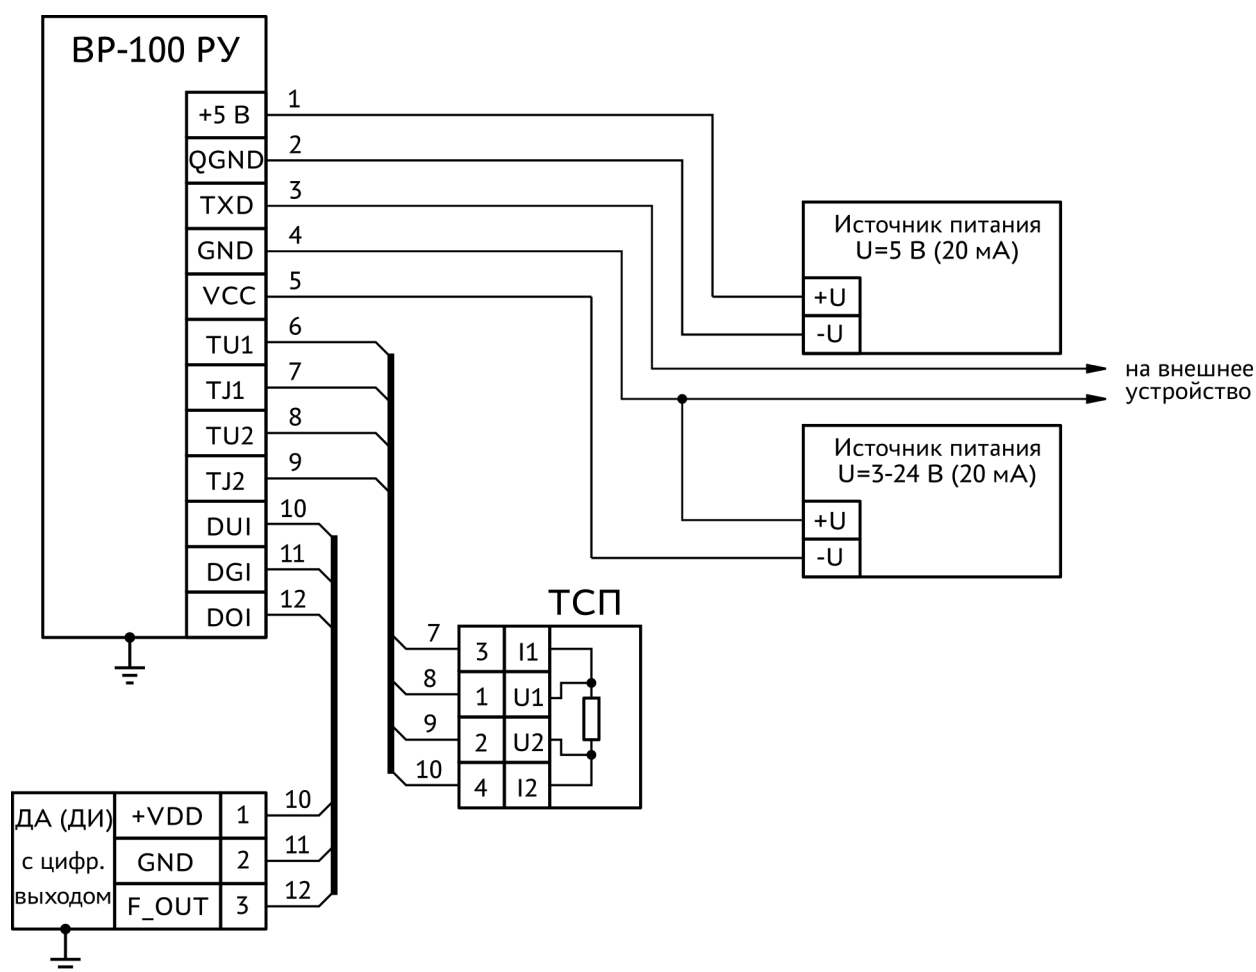 ВР-100 РУ
+5 В 1
QGND 2
TXD 3
GND 4
VCC 5
TU1 6
TJ1 7
TU2 8
TJ2 9
DUI 10
DGI 11
DOI 12
Источник питания
U=5 В (20 мА)
+U
-U
на внешнее
устройство
Источник питания
U=3-24 В (20 мА)
+U
-U
ТСП
7 3 I1
8 1 U1
9 2 U2
10 4 I2
ДА (ДИ)
с цифр.
выходом
+VDD 1 10
GND 2 11
F_OUT 3 12